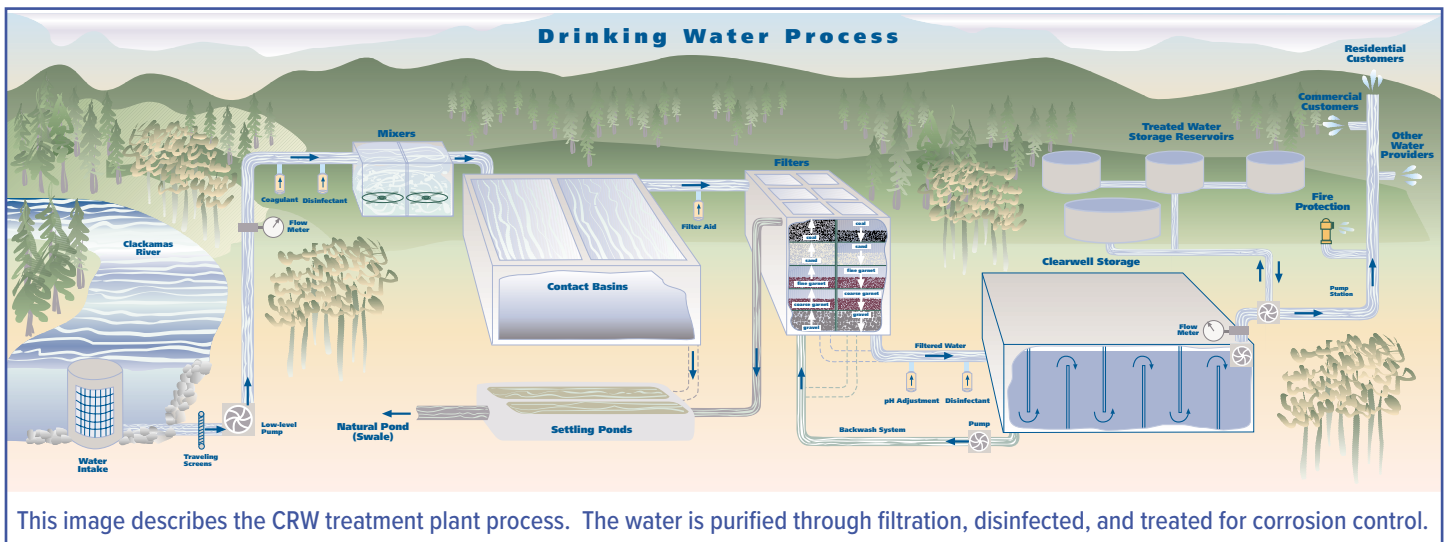 Drinking Water Process
Residential
Customers
Commercial
Customers
Other
Water
Providers
Fire
Protection
Treated Water
Storage Reservoirs
Mixers
Filters
Coagulant
Disinfectant
Flow
Meter
Filter Aid
Clackamas
River
Contact Basins
coal
sand
fine garnet
coarse garnet
gravel
coal
sand
fine garnet
coarse garnet
gravel
Clearwell Storage
Pump
Station
Flow
Meter
Filtered Water
pH Adjustment
Disinfectant
Low-level
Pump
Natural Pond
(Swale)
Settling Ponds
Backwash System
Pump
Water
Intake
Traveling
Screens
This image describes the CRW treatment plant process. The water is purified through filtration, disinfected, and treated for corrosion control.